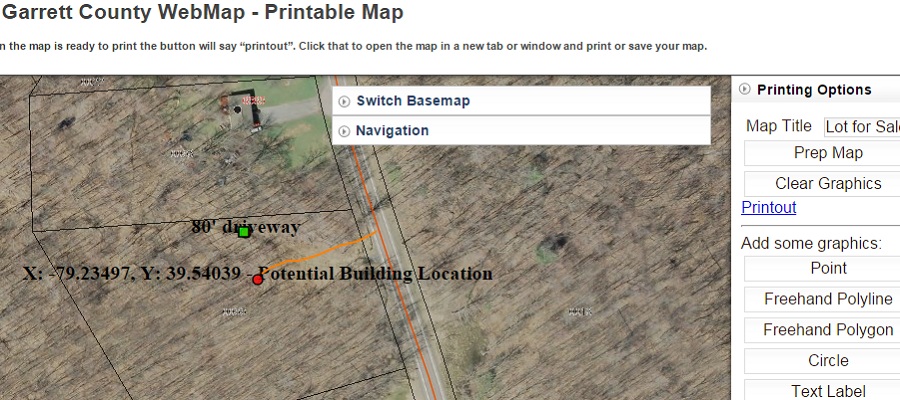 Garrett County WebMap - Printable Map
n the map is ready to print the button will say “printout”. Click that to open the map in a new tab or window and print or save your map.
Switch Basemap
Navigation
Printing Options
Map Title Lot for Sale
Prep Map
Clear Graphics
Printout
Add some graphics:
Point
Freehand Polyline
Freehand Polygon
Circle
Text Label
80' driveway
X: -79.23497, Y: 39.54039 - Potential Building Location